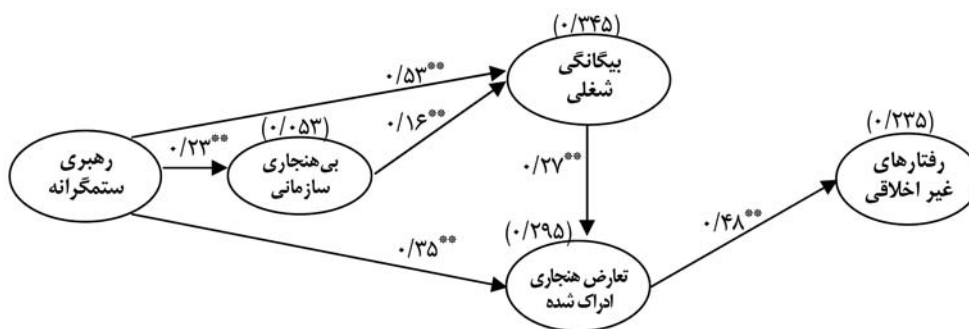 (۰/۳۴۵)
بیگانگی
شغلی
۰/۵۳**
۰/۱۶**
(۰/۲۳۵)
رفتارهای
غیر اخلاقی
(۰/۰۵۳)
۰/۲۳**
بی‌هنجاری
سازمانی
رهبری
ستمگرانه
۰/۲۷**
۰/۴۸**
(۰/۲۹۵)
۰/۳۵**
تعارض هنجاری
ادراک شده